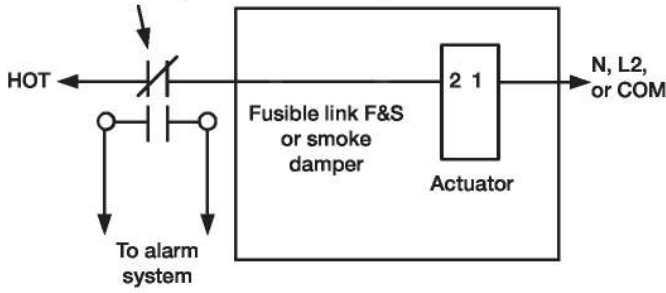 HOT
N, L2,
or COM
2 1
Fusible link F&S
or smoke
damper
Actuator
To alarm
system